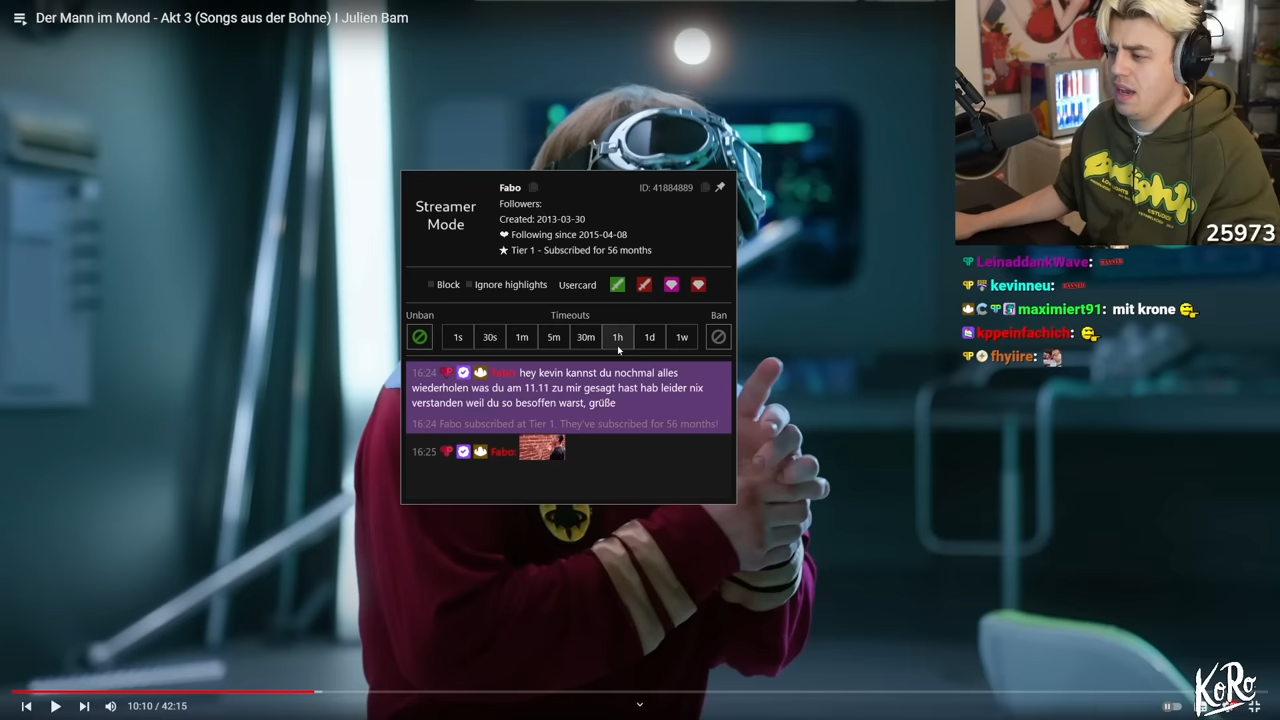 Der Mann im Mond - Akt 3 (Songs aus der Bohne) I Julien Bam
25973
LeinaddankWave:
kevinneu:
maximiert91: mit krone
kppeinfachich:
fhyiire:
Streamer
Mode
Fabo
ID: 41884889
Followers:
Created: 2013-03-30
❤ Following since 2015-04-08
★ Tier 1 - Subscribed for 56 months
Block
Ignore highlights
Usercard
Unban
Timeouts
Ban
1s
30s
1m
5m
30m
1h
1d
1w
16:24 Fabo: hey kevin kannst du nochmal alles
wiederholen was du am 11.11 zu mir gesagt hast hab leider nix
verstanden weil du so besoffen warst, grüße
16:24 Fabo subscribed at Tier 1. They've subscribed for 56 months!
16:25 Fabo:
10:10 / 42:15
KoRo